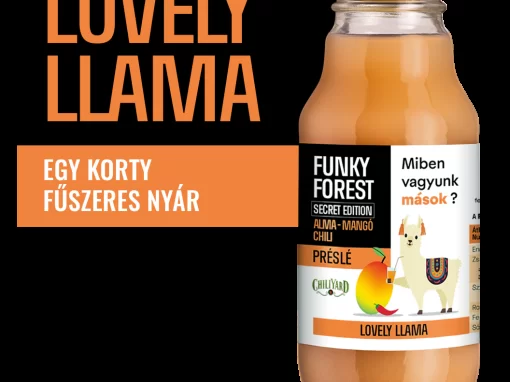 LOVELY
LLAMA
EGY KORTY
FŰSZERES NYÁR
FUNKY
FOREST
SECRET EDITION
ALMA-MANGÓ
CHILI
PRÉSLÉ
CHILIYARD
Miben
vagyunk
mások?
LOVELY LLAMA